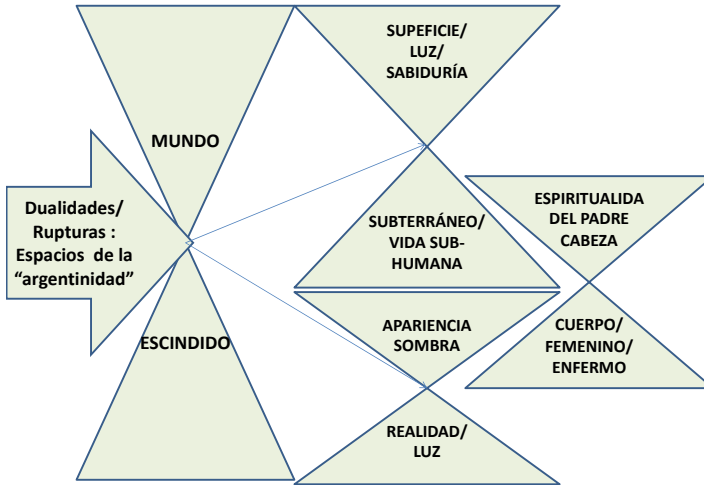 Dualidades/
Rupturas :
Espacios de la
“argentinidad”
MUNDO
ESCINDIDO
SUPEFICIE/
LUZ/
SABIDURÍA
SUBTERRÁNEO/
VIDA SUB-
HUMANA
APARIENCIA
SOMBRA
REALIDAD/
LUZ
ESPIRITUALIDA
DEL PADRE
CABEZA
CUERPO/
FEMENINO/
ENFERMO